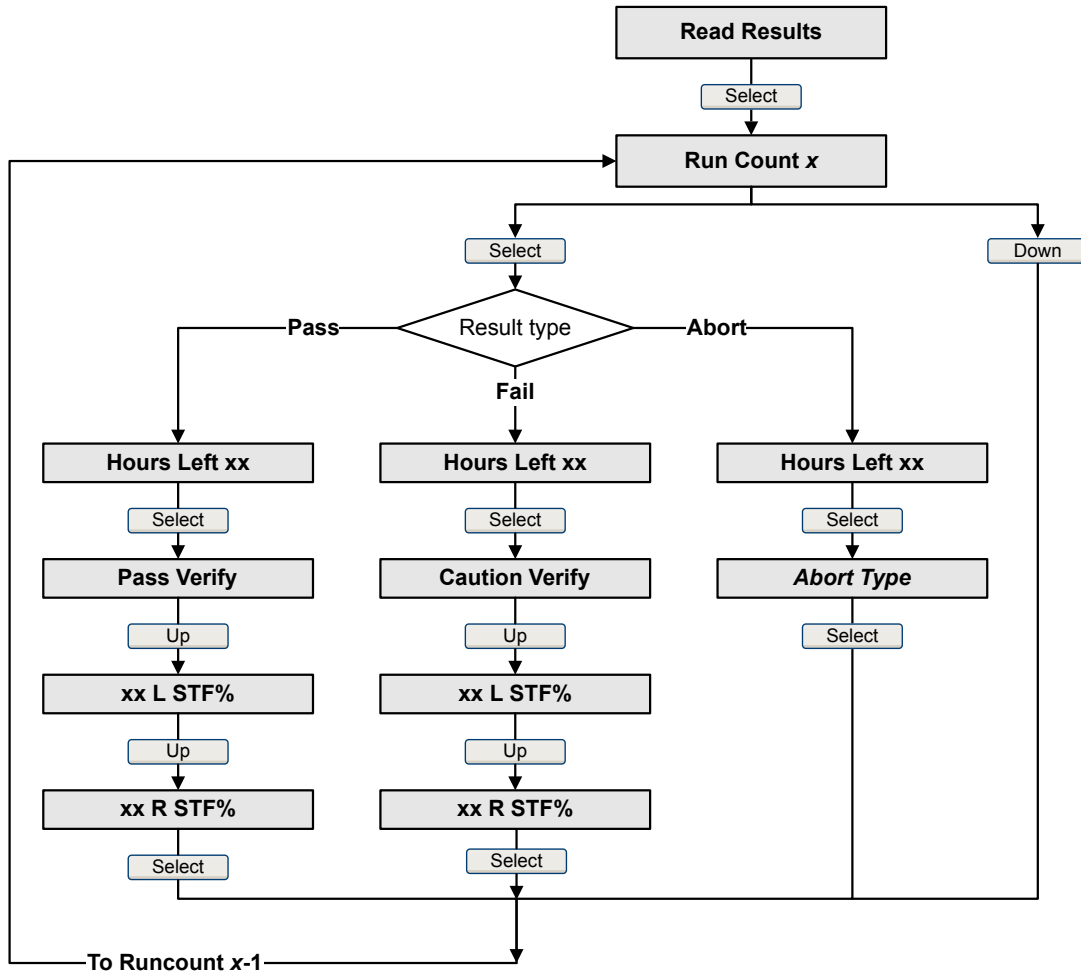 Read Results
Select
Run Count x
Select
Down
Result type
Pass
Abort
Fail
Hours Left xx
Hours Left xx
Hours Left xx
Select
Select
Select
Pass Verify
Caution Verify
Abort Type
Up
Up
Select
xx L STF%
xx L STF%
Up
Up
xx R STF%
xx R STF%
Select
Select
To Runcount x-1